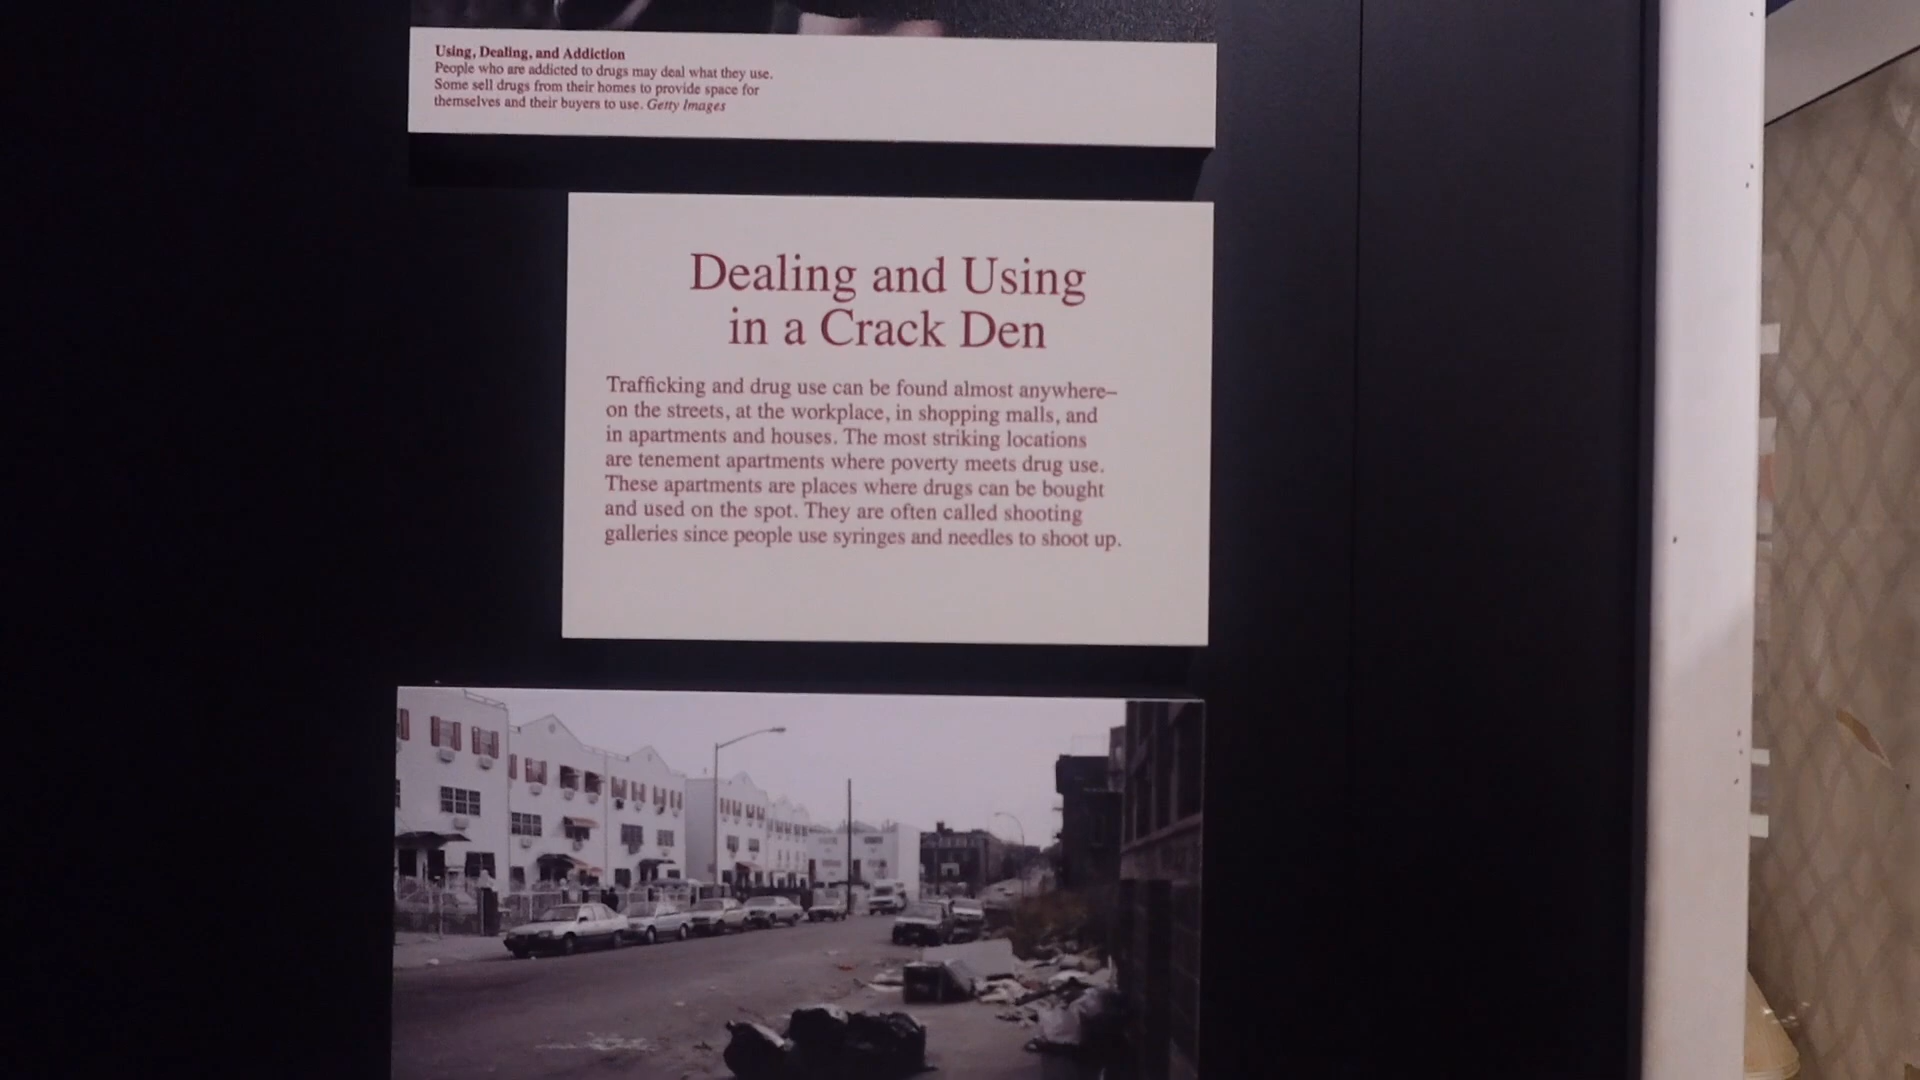 Using, Dealing, and Addiction
People who are addicted to drugs may deal what they use.
Some sell drugs from their homes to provide space for
themselves and their buyers to use. Getty Images
Dealing and Using
in a Crack Den
Trafficking and drug use can be found almost anywhere–
on the streets, at the workplace, in shopping malls, and
in apartments and houses. The most striking locations
are tenement apartments where poverty meets drug use.
These apartments are places where drugs can be bought
and used on the spot. They are often called shooting
galleries since people use syringes and needles to shoot up.